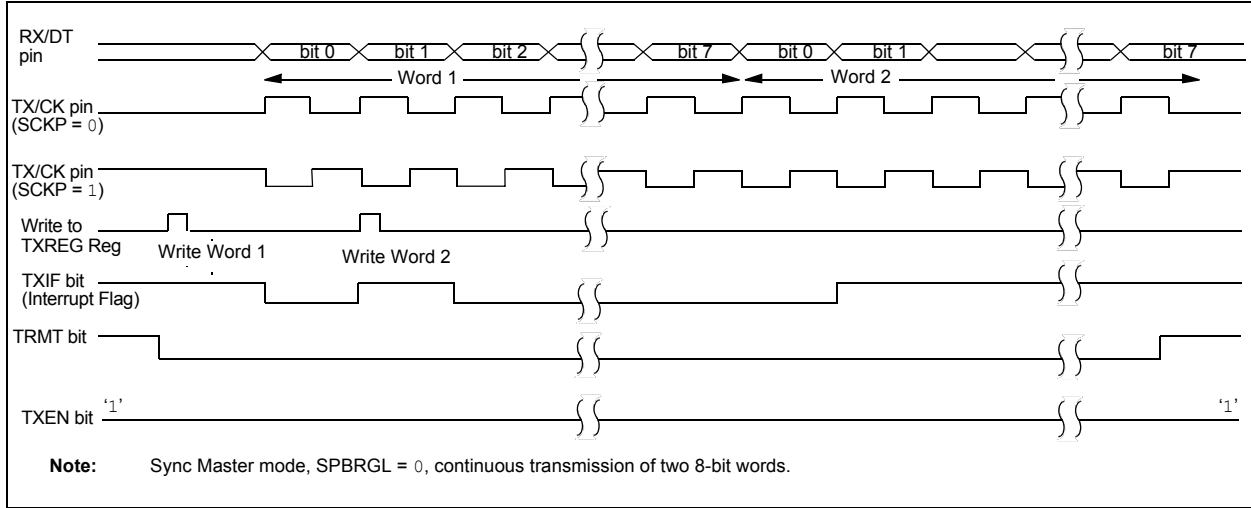 RX/DT
pin
bit 0 bit 1 bit 2 bit 7 bit 0 bit 1 bit 7
Word 1 Word 2
TX/CK pin
(SCKP = 0)
TX/CK pin
(SCKP = 1)
Write to
TXREG Reg
Write Word 1 Write Word 2
TXIF bit
(Interrupt Flag)
TRMT bit
‘1’ ‘1’
TXEN bit
Note: Sync Master mode, SPBRGL = 0, continuous transmission of two 8-bit words.